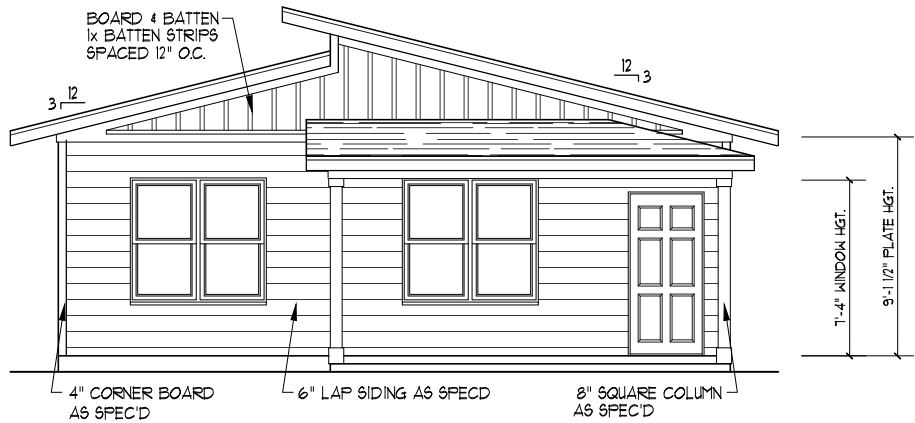 BOARD & BATTEN
1x BATTEN STRIPS
SPACED 12" O.C.
12
3
12
3
7'-4" WINDOW HGT.
9'-1 1/2" PLATE HGT.
4" CORNER BOARD
AS SPEC'D
6" LAP SIDING AS SPECD
8" SQUARE COLUMN
AS SPEC'D